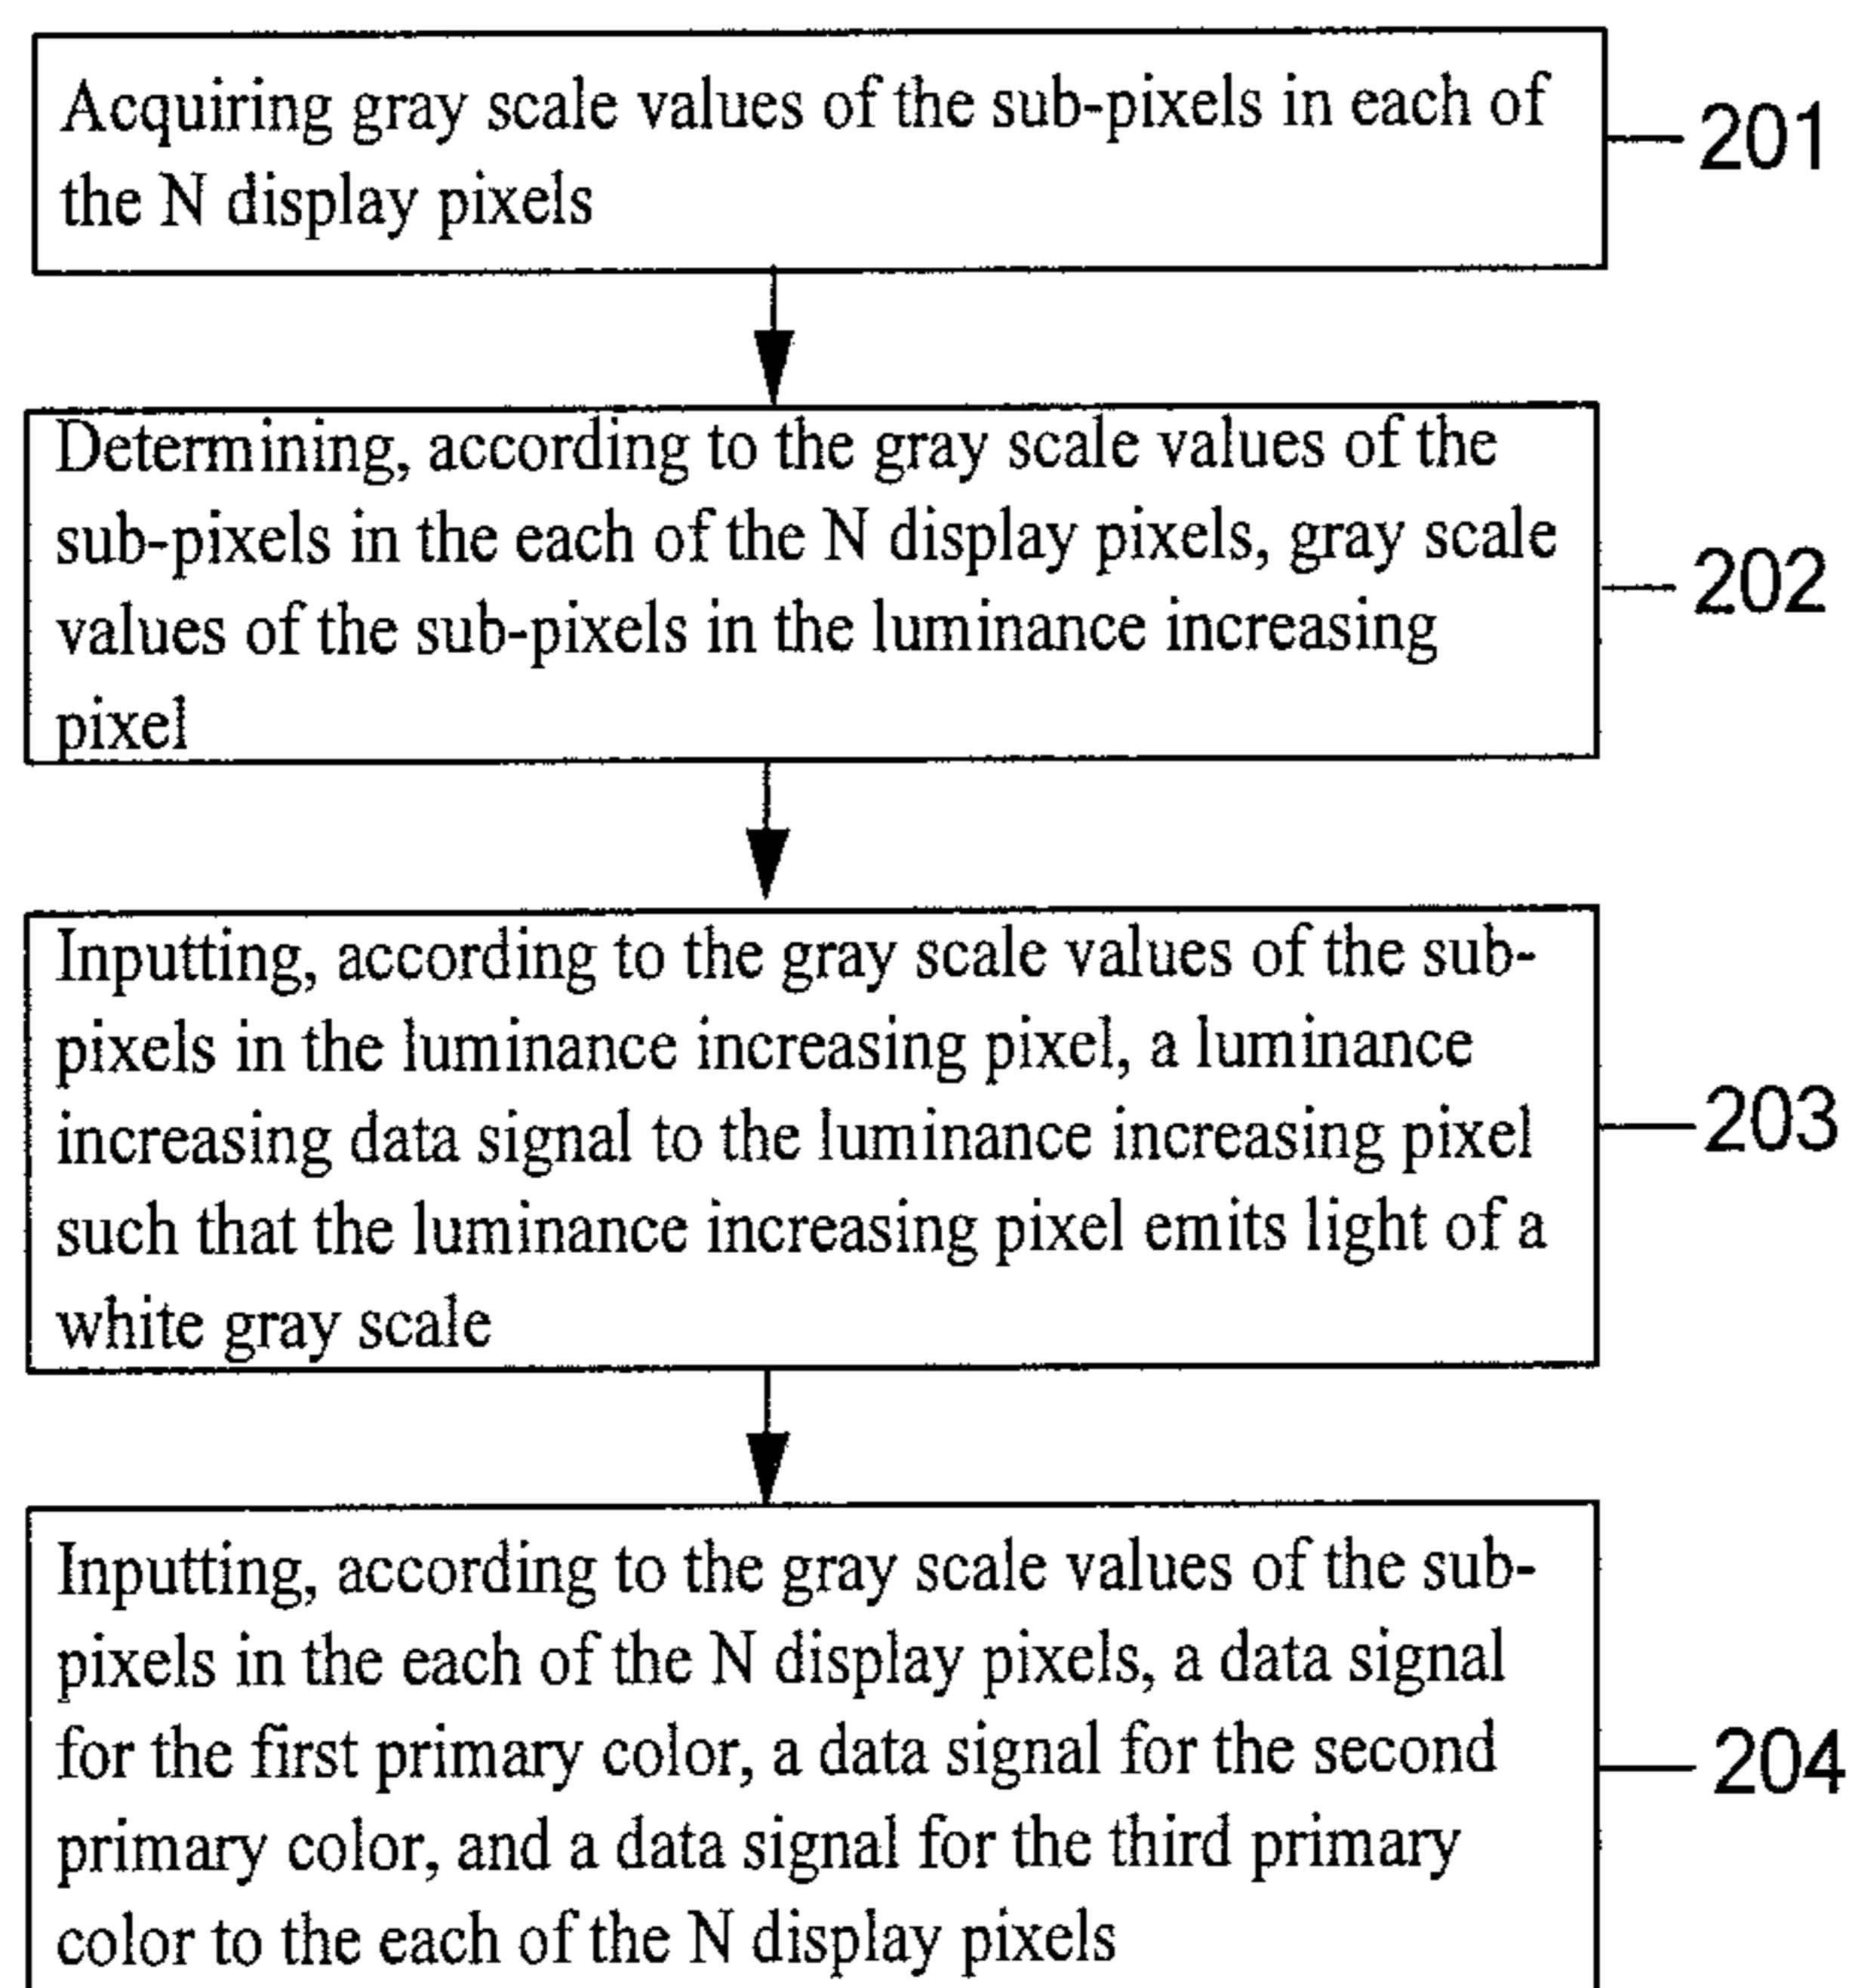 Acquiring gray scale values of the sub-pixels in each of
the N display pixels
201
Determining, according to the gray scale values of the
sub-pixels in the each of the N display pixels, gray scale
values of the sub-pixels in the luminance increasing
pixel
202
Inputting, according to the gray scale values of the sub-
pixels in the luminance increasing pixel, a luminance
increasing data signal to the luminance increasing pixel
such that the luminance increasing pixel emits light of a
white gray scale
203
Inputting, according to the gray scale values of the sub-
pixels in the each of the N display pixels, a data signal
for the first primary color, a data signal for the second
primary color, and a data signal for the third primary
color to the each of the N display pixels
204